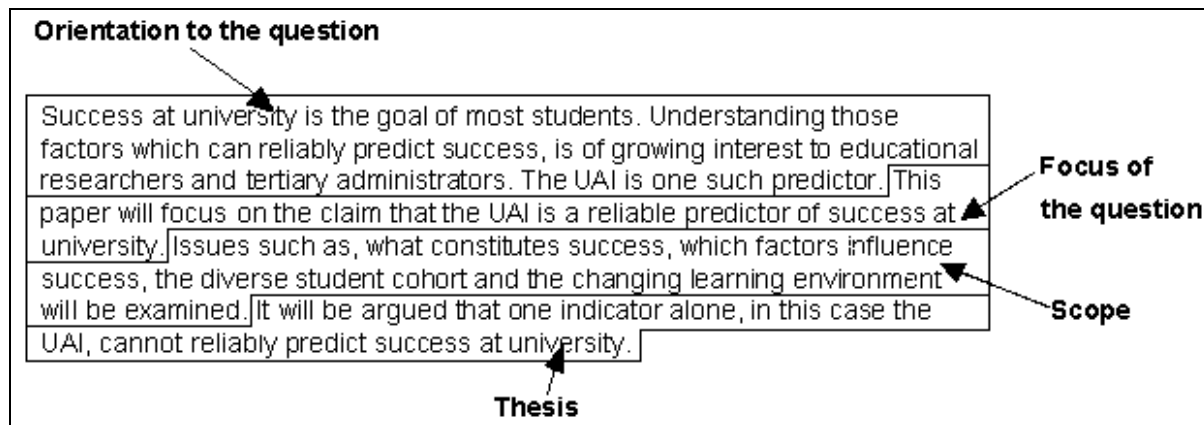 Orientation to the question
Success at university is the goal of most students. Understanding those
factors which can reliably predict success, is of growing interest to educational
researchers and tertiary administrators. The UAI is one such predictor. This
paper will focus on the claim that the UAI is a reliable predictor of success at
university. Issues such as, what constitutes success, which factors influence
success, the diverse student cohort and the changing learning environment
will be examined. It will be argued that one indicator alone, in this case the
UAI, cannot reliably predict success at university.
Focus of
the question
Scope
Thesis